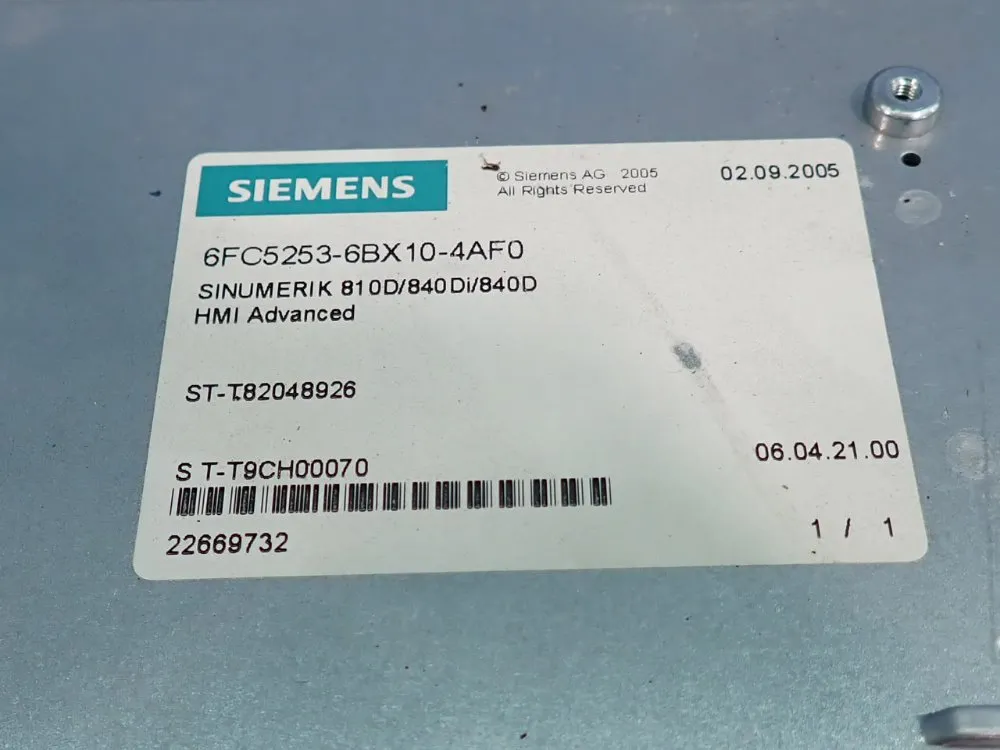 SIEMENS
© Siemens AG 2005
All Rights Reserved
02.09.2005
6FC5253-6BX10-4AF0
SINUMERIK 810D/840Di/840D
HMI Advanced
ST-T82048926
S T-T9CH00070
06.04.21.00
22669732
1 / 1